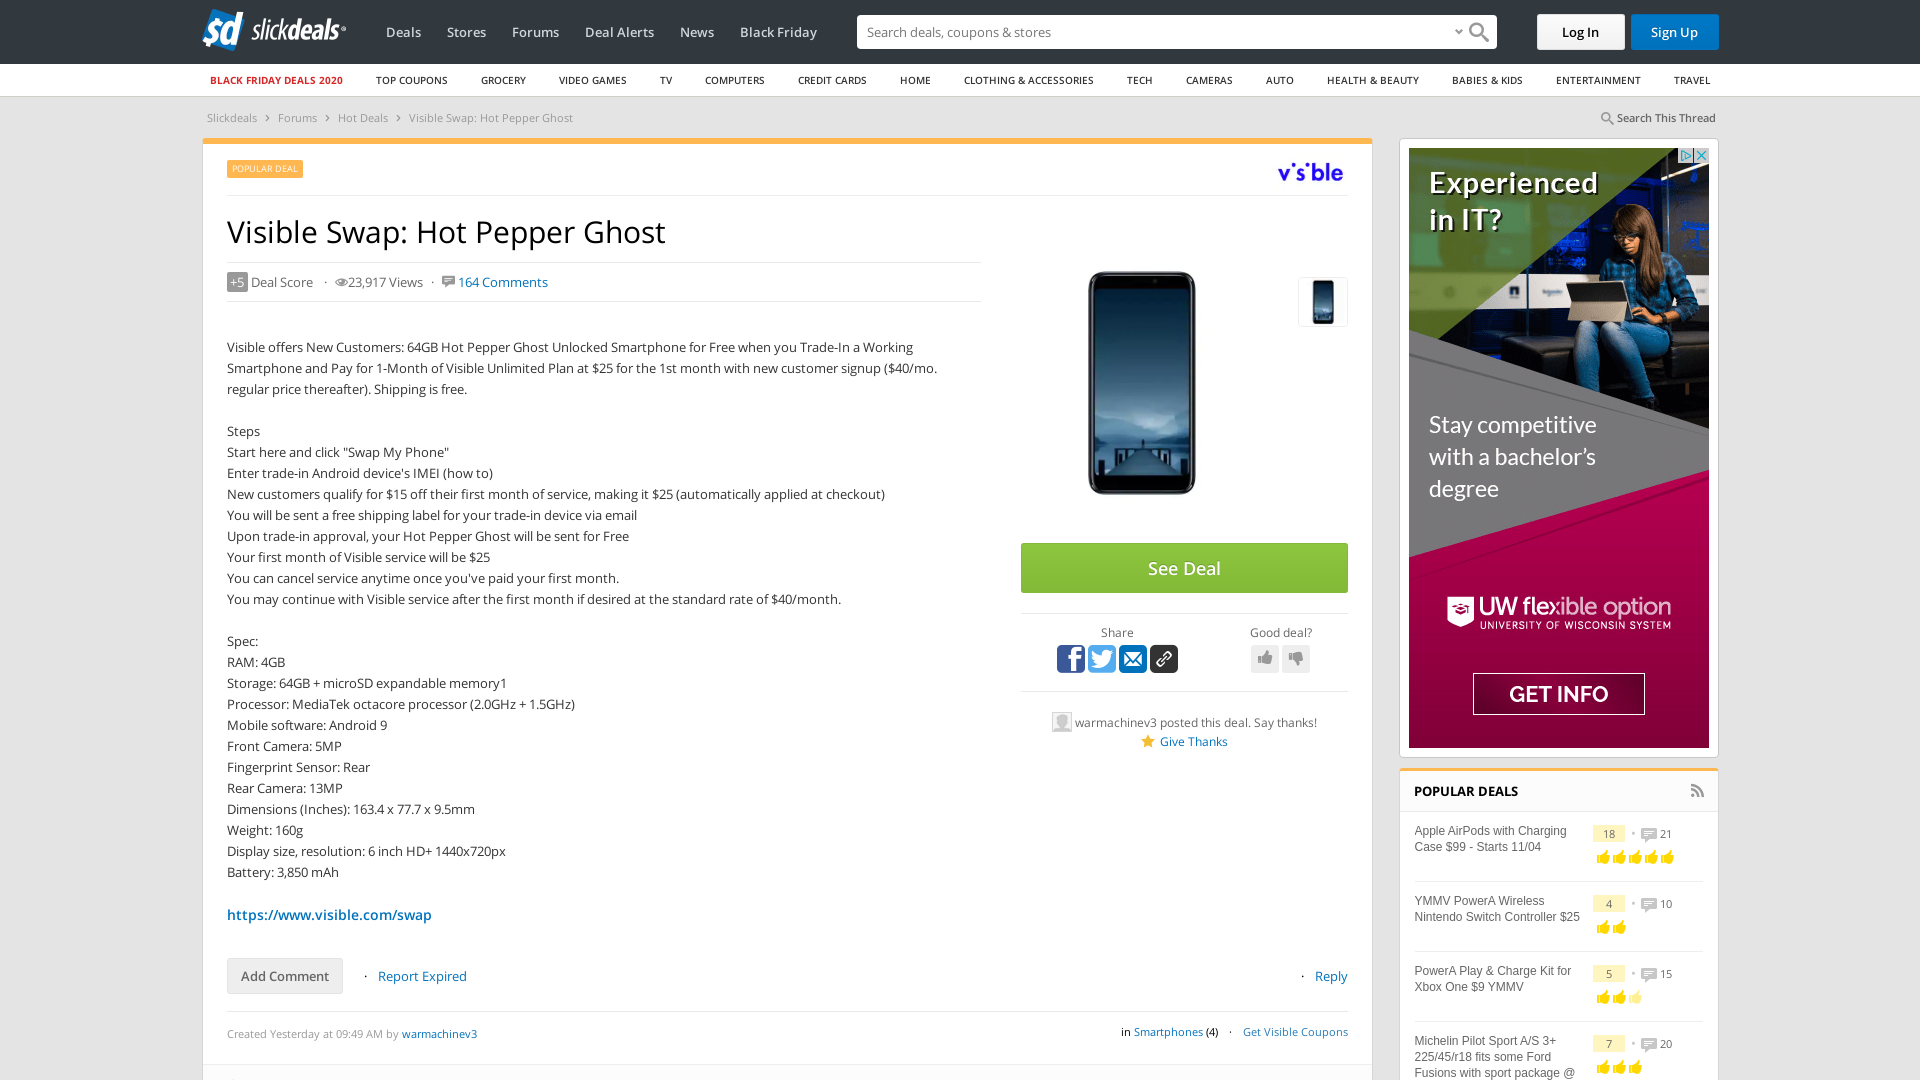 slickdeals
Deals
Stores
Forums
Deal Alerts
News
Black Friday
Search deals, coupons & stores
Log In
Sign Up
BLACK FRIDAY DEALS 2020
TOP COUPONS
GROCERY
VIDEO GAMES
TV
COMPUTERS
CREDIT CARDS
HOME
CLOTHING & ACCESSORIES
TECH
CAMERAS
AUTO
HEALTH & BEAUTY
BABIES & KIDS
ENTERTAINMENT
TRAVEL
Slickdeals › Forums › Hot Deals › Visible Swap: Hot Pepper Ghost
Search This Thread
POPULAR DEAL
visible
Visible Swap: Hot Pepper Ghost
+5 Deal Score · 23,917 Views · 164 Comments
Visible offers New Customers: 64GB Hot Pepper Ghost Unlocked Smartphone for Free when you Trade-In a Working
Smartphone and Pay for 1-Month of Visible Unlimited Plan at $25 for the 1st month with new customer signup ($40/mo.
regular price thereafter). Shipping is free.
Steps
Start here and click "Swap My Phone"
Enter trade-in Android device's IMEI (how to)
New customers qualify for $15 off their first month of service, making it $25 (automatically applied at checkout)
You will be sent a free shipping label for your trade-in device via email
Upon trade-in approval, your Hot Pepper Ghost will be sent for Free
Your first month of Visible service will be $25
You can cancel service anytime once you've paid your first month.
You may continue with Visible service after the first month if desired at the standard rate of $40/month.
Spec:
RAM: 4GB
Storage: 64GB + microSD expandable memory1
Processor: MediaTek octacore processor (2.0GHz + 1.5GHz)
Mobile software: Android 9
Front Camera: 5MP
Fingerprint Sensor: Rear
Rear Camera: 13MP
Dimensions (Inches): 163.4 x 77.7 x 9.5mm
Weight: 160g
Display size, resolution: 6 inch HD+ 1440x720px
Battery: 3,850 mAh
https://www.visible.com/swap
Add Comment
· Report Expired
· Reply
Created Yesterday at 09:49 AM by warmachinev3
in Smartphones (4) · Get Visible Coupons
See Deal
Share
Good deal?
warmachinev3 posted this deal. Say thanks!
Give Thanks
Experienced
in IT?
Stay competitive
with a bachelor's
degree
UW flexible option
UNIVERSITY OF WISCONSIN SYSTEM
GET INFO
POPULAR DEALS
Apple AirPods with Charging
Case $99 - Starts 11/04
18 • 21
YMMV PowerA Wireless
Nintendo Switch Controller $25
4 • 10
PowerA Play & Charge Kit for
Xbox One $9 YMMV
5 • 15
Michelin Pilot Sport A/S 3+
225/45/r18 fits some Ford
Fusions with sport package @
7 • 20